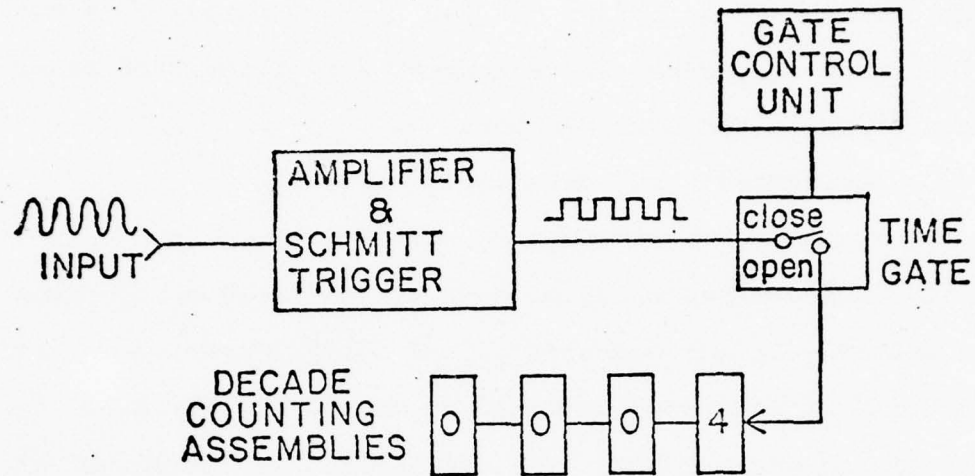 GATE
CONTROL
UNIT
AMPLIFIER
&
SCHMITT
TRIGGER
INPUT
close
open
TIME
GATE
DECADE
COUNTING
ASSEMBLIES
0 0 0 4